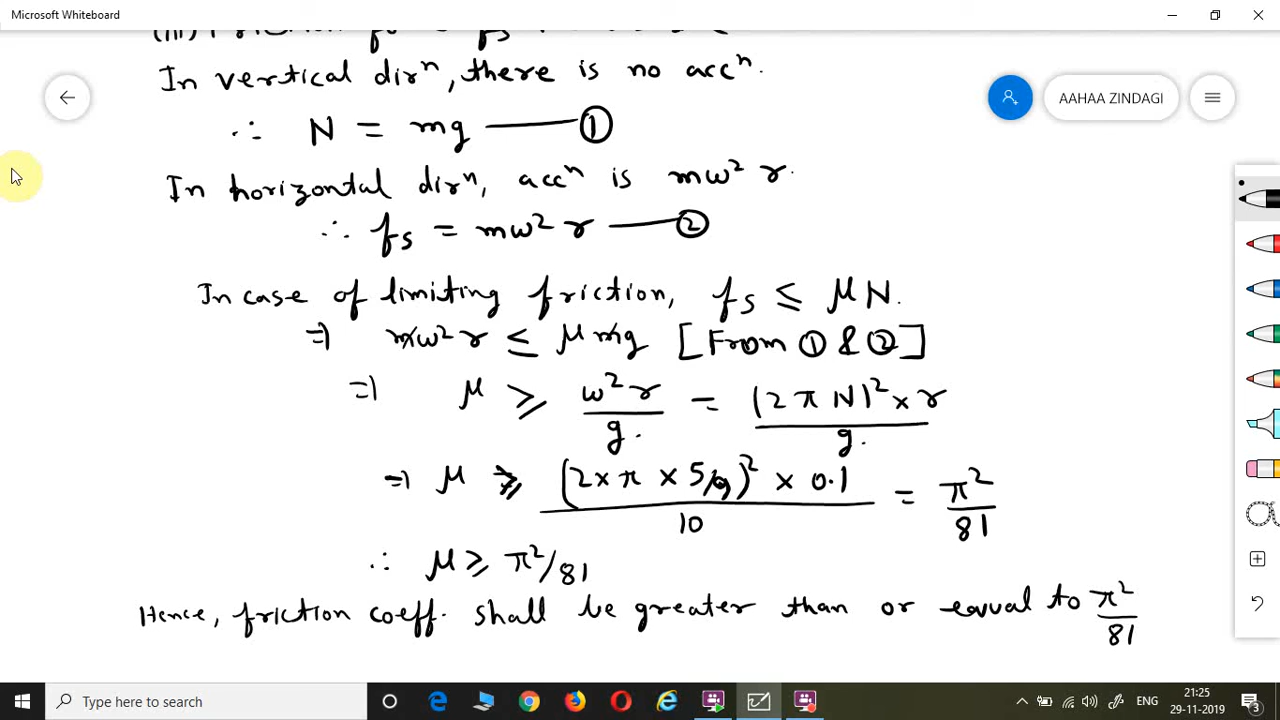 Microsoft Whiteboard
In vertical dirⁿ, there is no accⁿ.
∴ N = mg —— ①
AAHAA ZINDAGI
In horizontal dirⁿ, accⁿ is mω² r.
∴ fs = mω² r —— ②
In case of limiting friction, fs ≤ μN.
⇒ mω² r ≤ μ mg [From ① & ②]
⇒ μ ≥ ω² r / g. = (2 π N)² × r / g.
⇒ μ ≥ (2 × π × 5/9)² × 0.1 / 10 = π² / 81
∴ μ ≥ π²/81
Hence, friction coeff. shall be greater than or equal to π² / 81
Type here to search
ENG
21:25
29-11-2019
3